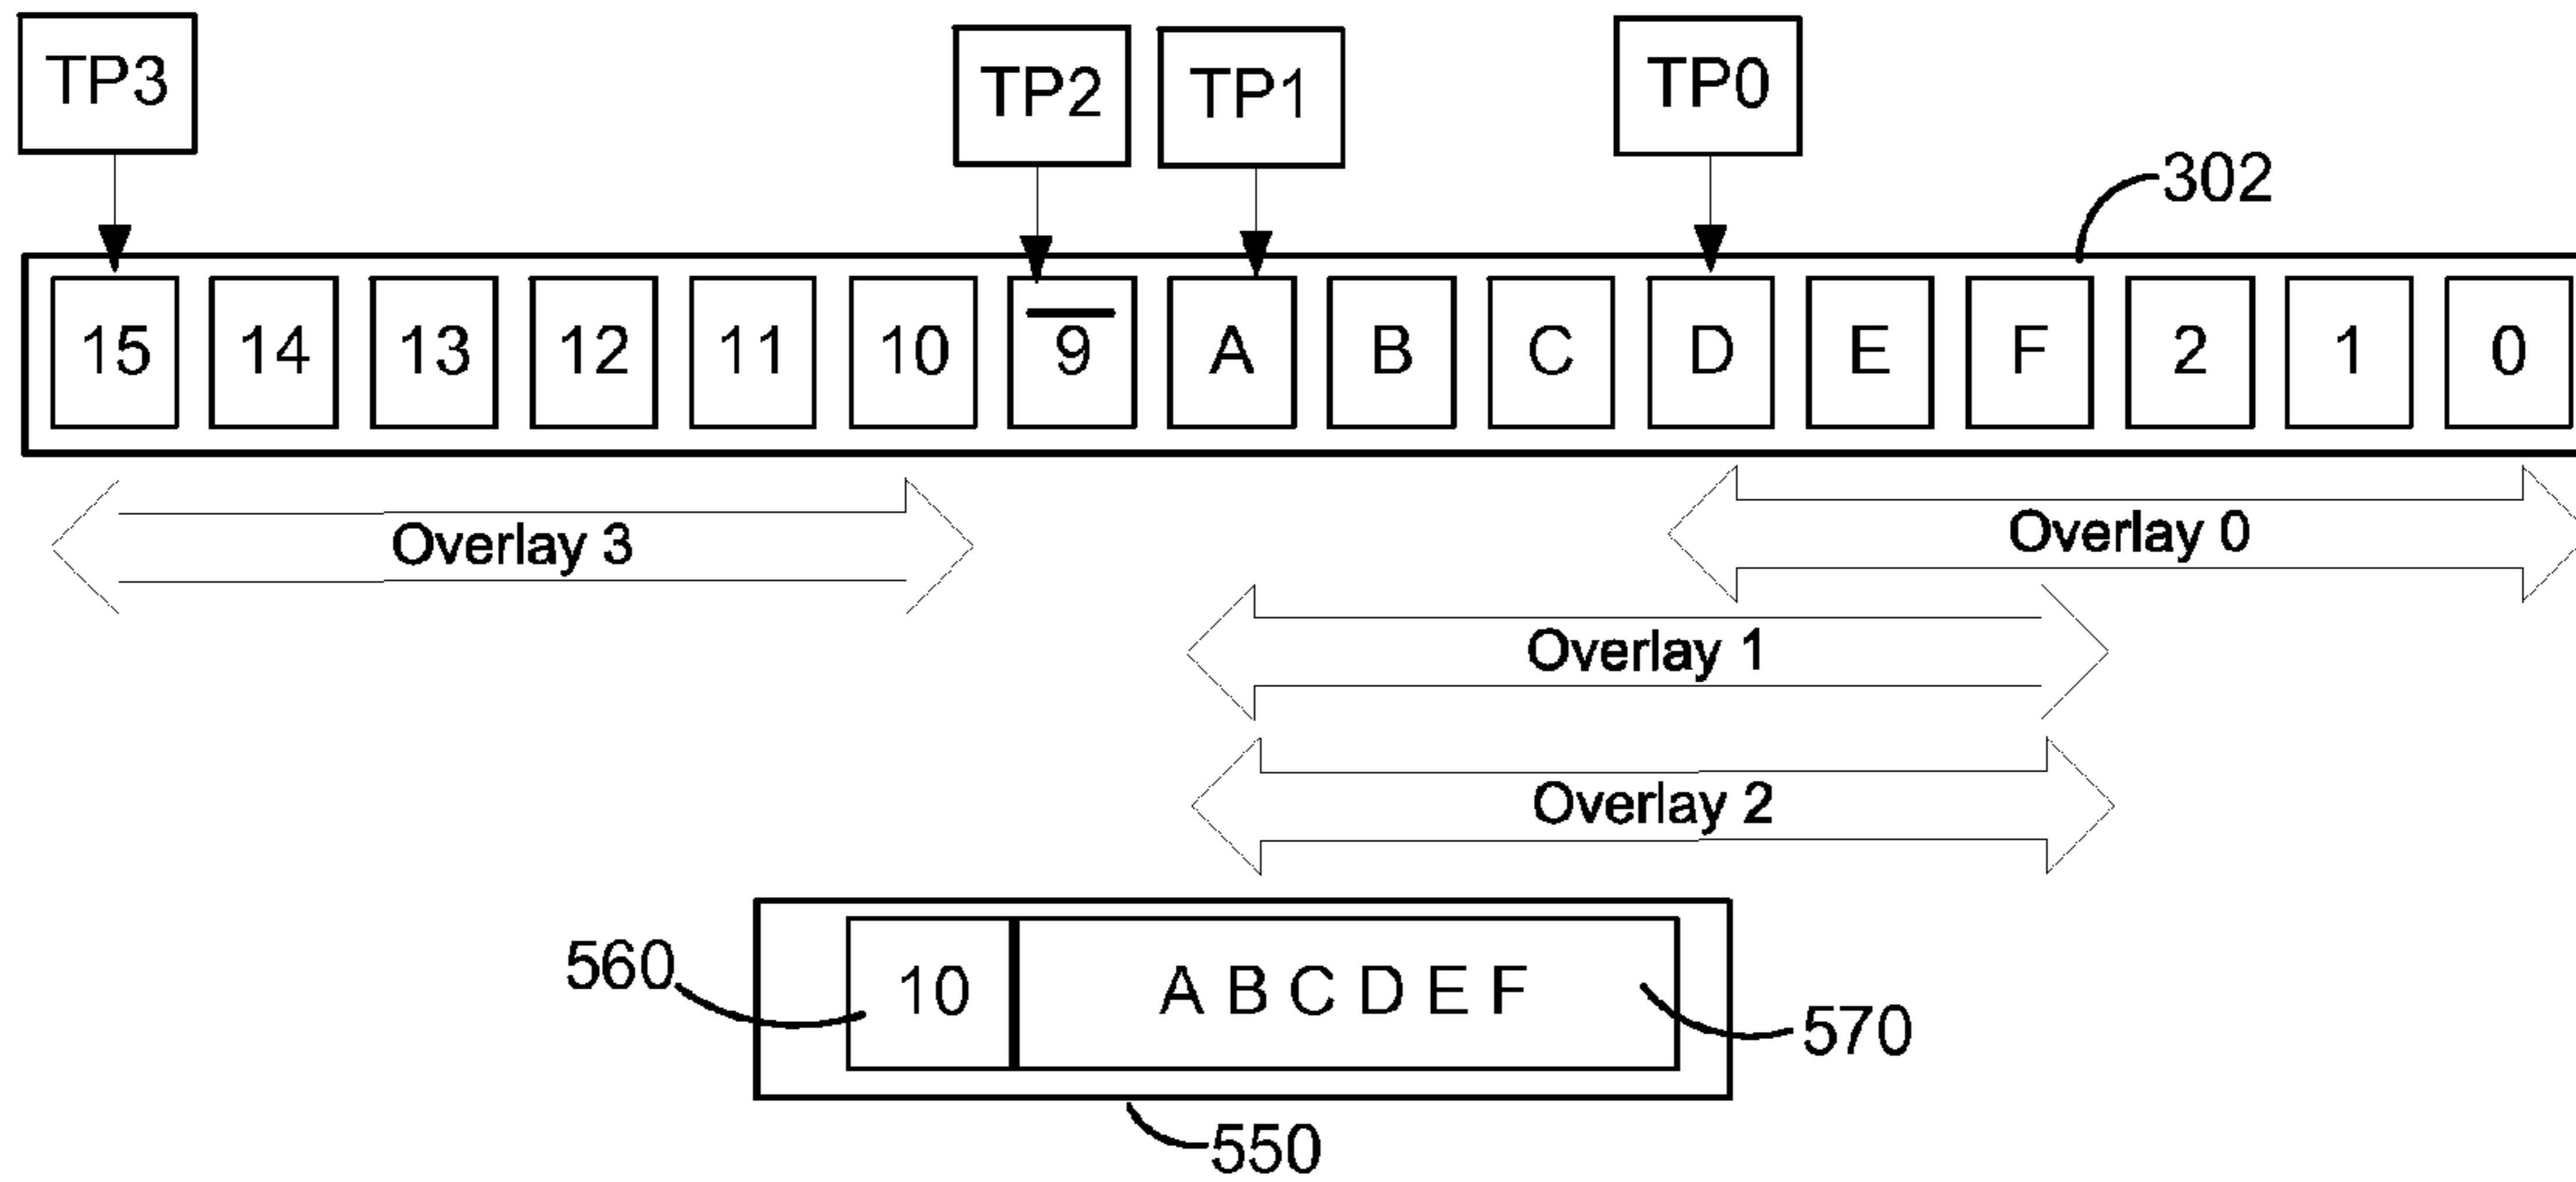 TP3 TP2 TP1 TP0
302
15 14 13 12 11 10 9̅ A B C D E F 2 1 0
Overlay 3 Overlay 0
Overlay 1
Overlay 2
560 10 A B C D E F 570
550